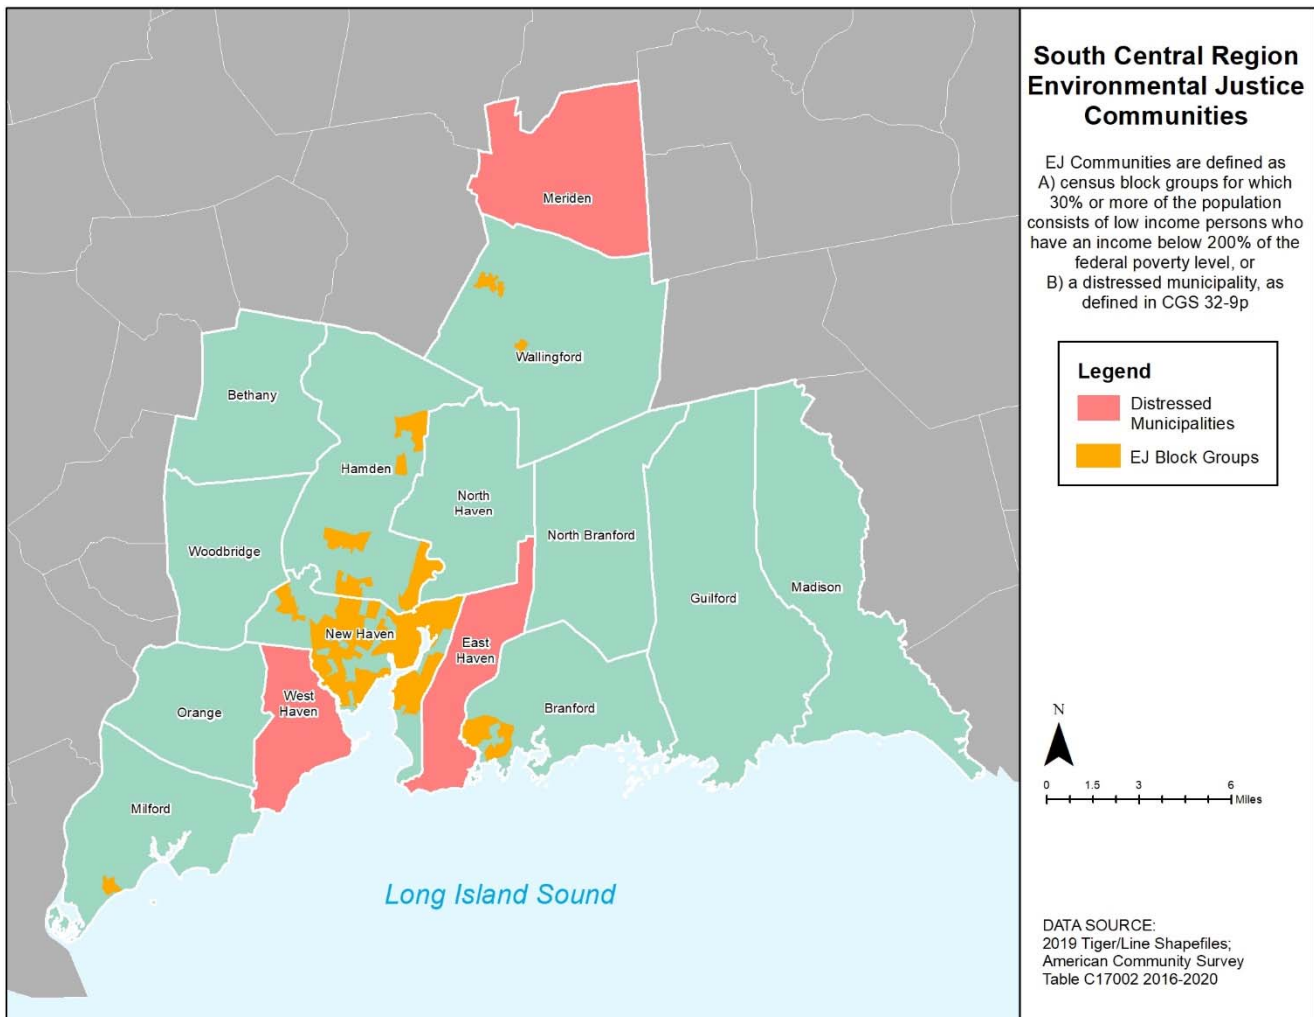 South Central Region
Environmental Justice
Communities
EJ Communities are defined as
A) census block groups for which
30% or more of the population
consists of low income persons who
have an income below 200% of the
federal poverty level, or
B) a distressed municipality, as
defined in CGS 32-9p
Legend
Distressed
Municipalities
EJ Block Groups
Meriden
Wallingford
Bethany
Hamden
North
Haven
North Branford
Woodbridge
Guilford
Madison
New Haven
East
Haven
West
Haven
Orange
Branford
Milford
Long Island Sound
N
0 1.5 3 6
Miles
DATA SOURCE:
2019 Tiger/Line Shapefiles;
American Community Survey
Table C17002 2016-2020